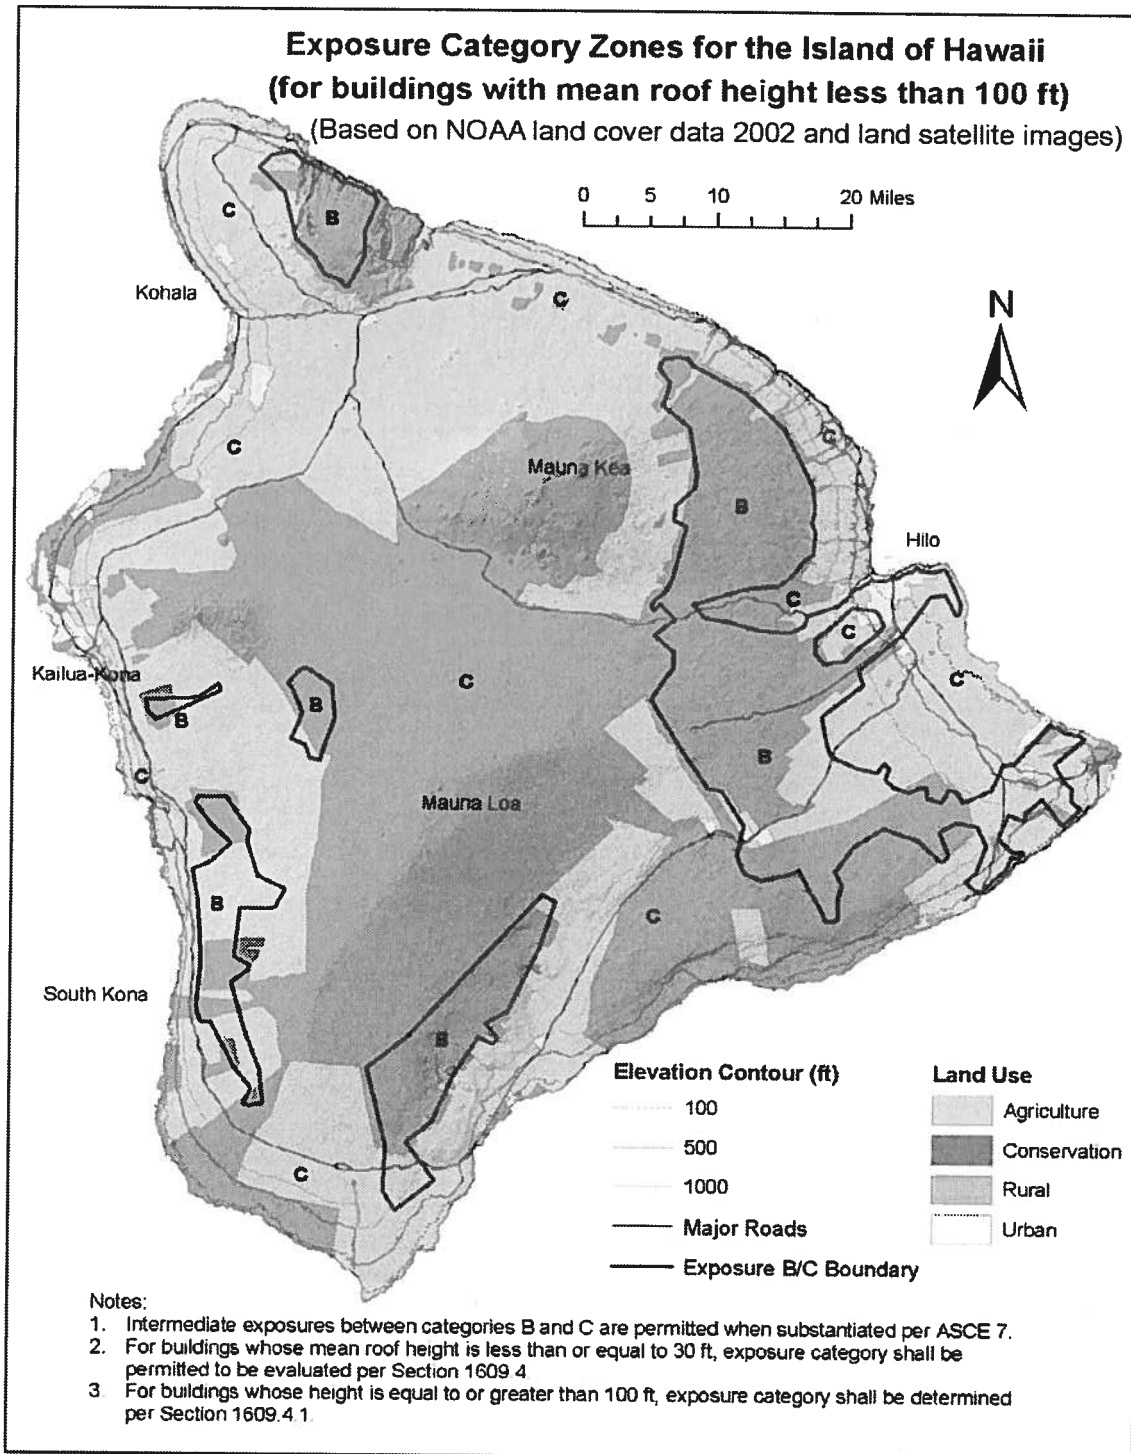 Exposure Category Zones for the Island of Hawaii
(for buildings with mean roof height less than 100 ft)
(Based on NOAA land cover data 2002 and land satellite images)
0 5 10 20 Miles
C
B
Kohala
C
N
C
C
Mauna Kea
B
Hilo
C
C
Kailua-Kona
C
C
B
B
B
C
Mauna Loa
B
C
South Kona
B
C
Elevation Contour (ft)
100
500
1000
Major Roads
Exposure B/C Boundary
Land Use
Agriculture
Conservation
Rural
Urban
Notes:
1. Intermediate exposures between categories B and C are permitted when substantiated per ASCE 7.
2. For buildings whose mean roof height is less than or equal to 30 ft, exposure category shall be
permitted to be evaluated per Section 1609.4
3 For buildings whose height is equal to or greater than 100 ft, exposure category shall be determined
per Section 1609.4.1.